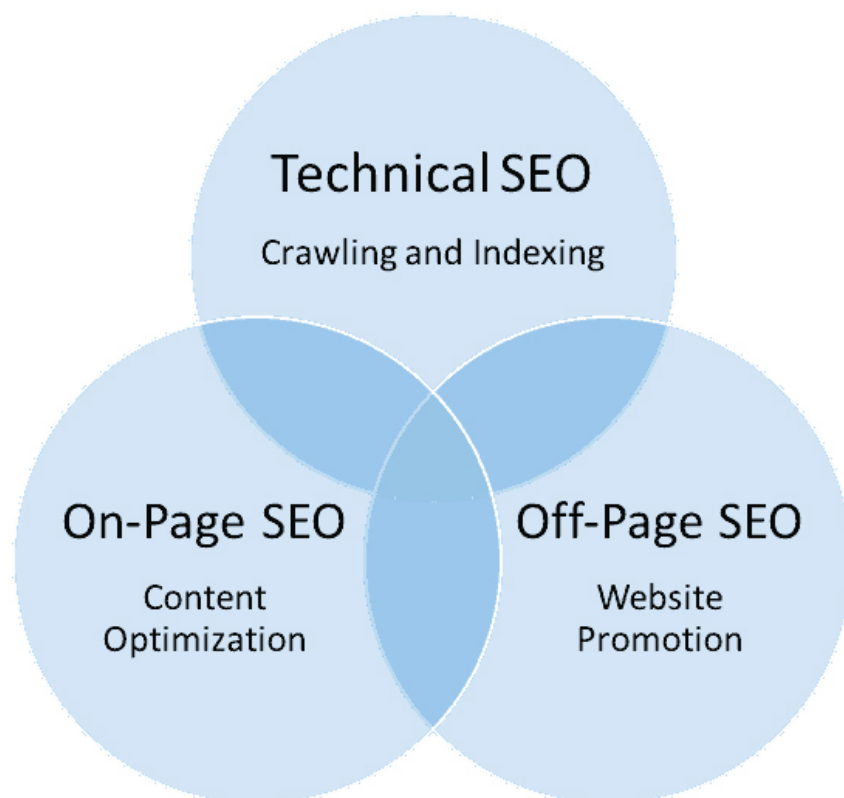 Technical SEO
Crawling and Indexing
On-Page SEO
Content
Optimization
Off-Page SEO
Website
Promotion